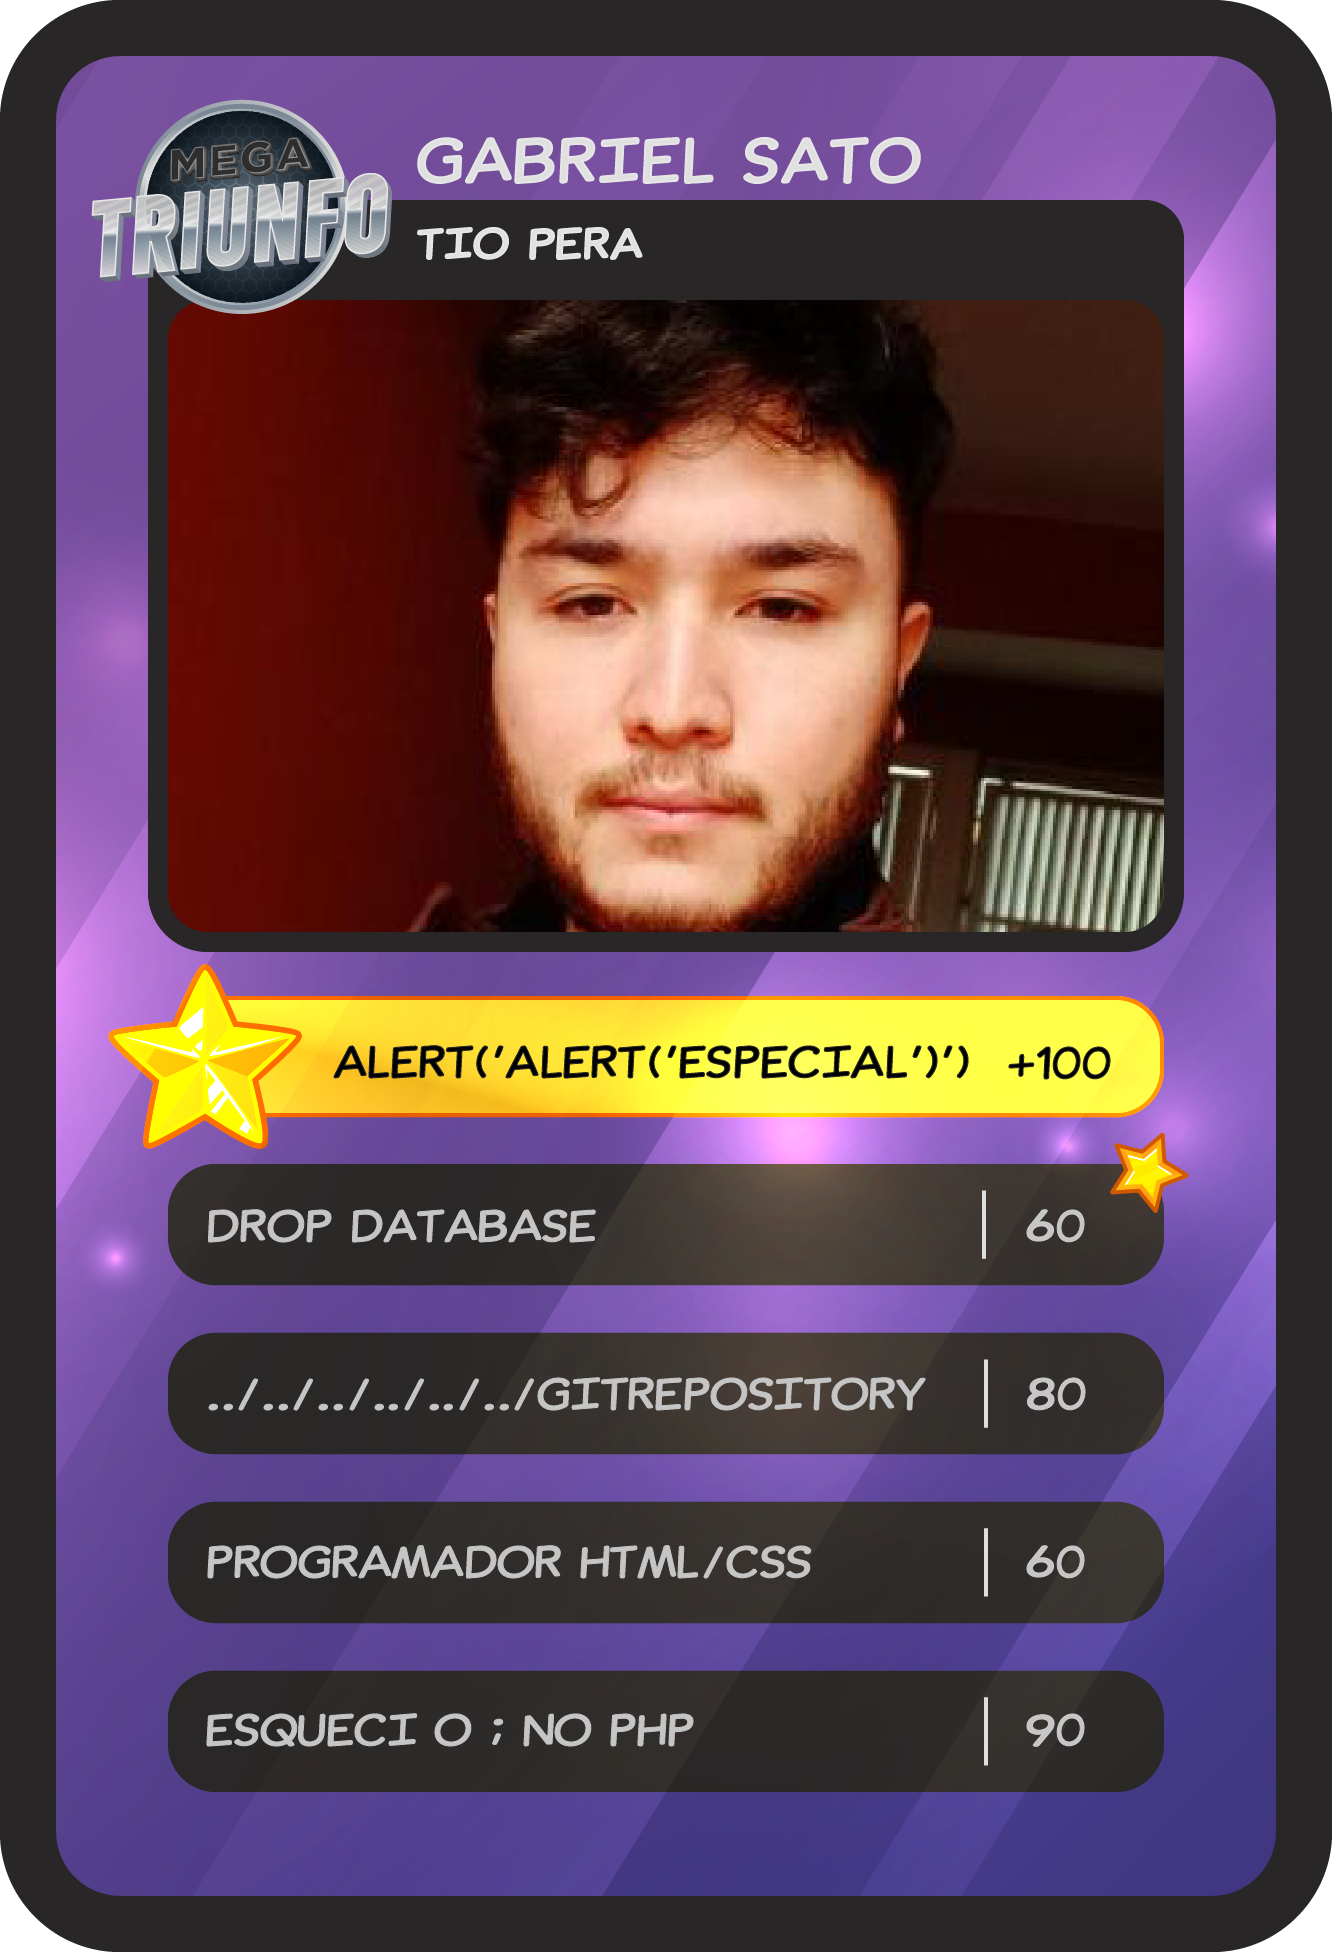 MEGA
TRIUNFO
GABRIEL SATO
TIO PERA
ALERT('ALERT('ESPECIAL')') +100
DROP DATABASE | 60
../../../../../../GITREPOSITORY | 80
PROGRAMADOR HTML/CSS | 60
ESQUECI O ; NO PHP | 90